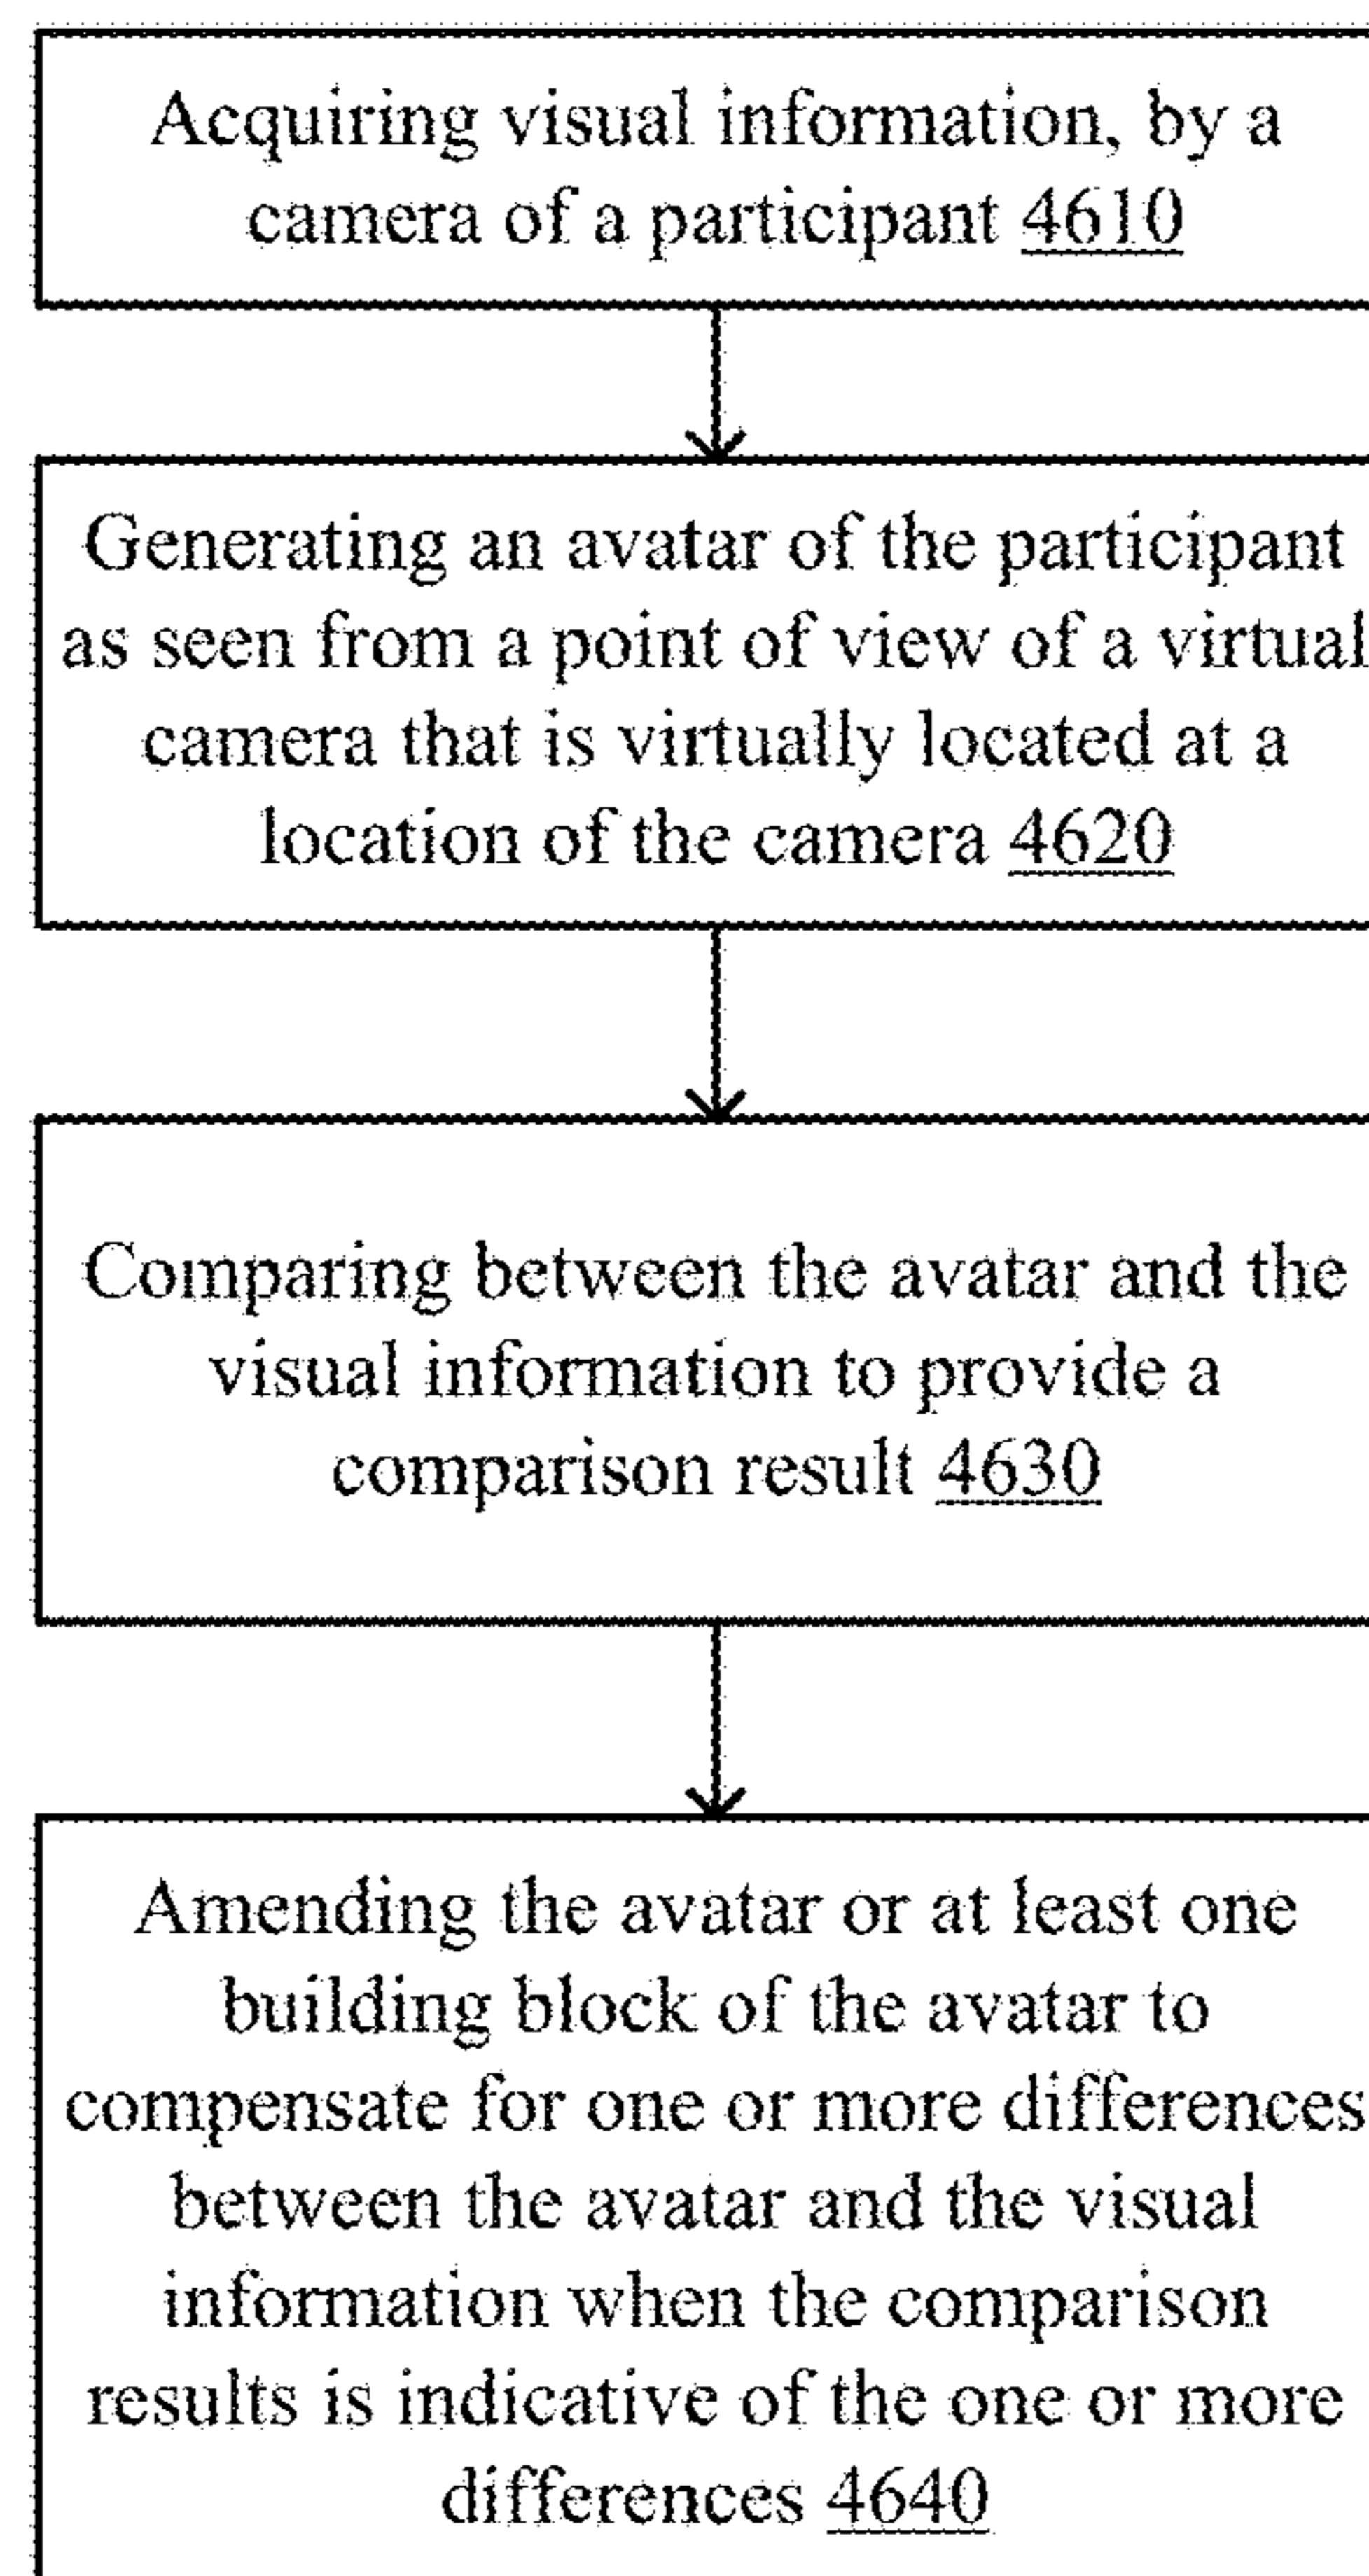 Acquiring visual information, by a
camera of a participant 4610
Generating an avatar of the participant
as seen from a point of view of a virtual
camera that is virtually located at a
location of the camera 4620
Comparing between the avatar and the
visual information to provide a
comparison result 4630
Amending the avatar or at least one
building block of the avatar to
compensate for one or more differences
between the avatar and the visual
information when the comparison
results is indicative of the one or more
differences 4640